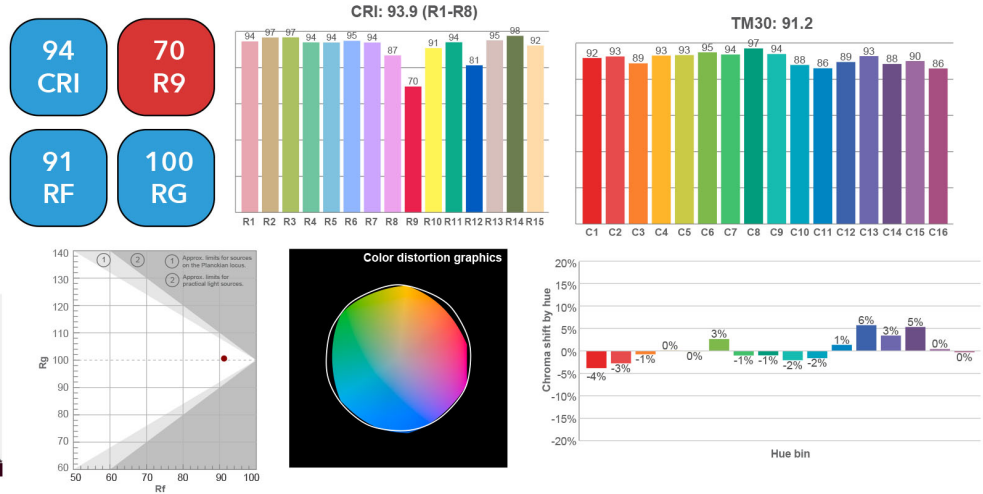 94
CRI
70
R9
91
RF
100
RG
CRI: 93.9 (R1-R8)
94 97 97 94 94 95 94 87 70 91 94 81 95 98 92
R1 R2 R3 R4 R5 R6 R7 R8 R9 R10 R11 R12 R13 R14 R15
TM30: 91.2
92 93 89 93 93 95 94 97 94 88 86 89 93 88 90 86
C1 C2 C3 C4 C5 C6 C7 C8 C9 C10 C11 C12 C13 C14 C15 C16
140
130
120
110
100
90
80
70
60
Rg
1 2
1 Approx. limits for sources
on the Planckian locus.
2 Approx. limits for
practical light sources.
50 60 70 80 90 100
Rf
Color distortion graphics
Chroma shift by hue
20%
15%
10%
5%
0%
-5%
-10%
-15%
-20%
-4% -3% -1% 0% 0% 3% -1% -1% -2% -2% 1% 6% 3% 5% 0% 0%
Hue bin